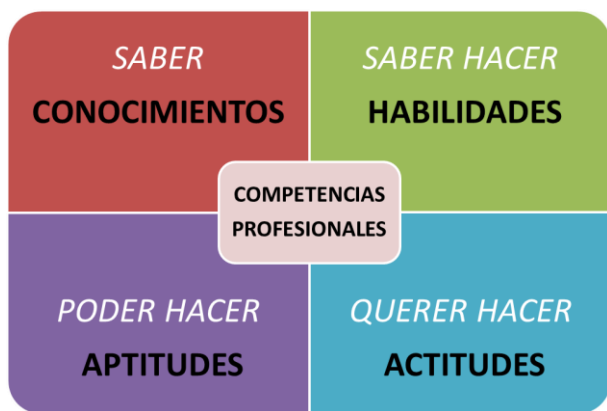 SABER
CONOCIMIENTOS
SABER HACER
HABILIDADES
COMPETENCIAS
PROFESIONALES
PODER HACER
APTITUDES
QUERER HACER
ACTITUDES